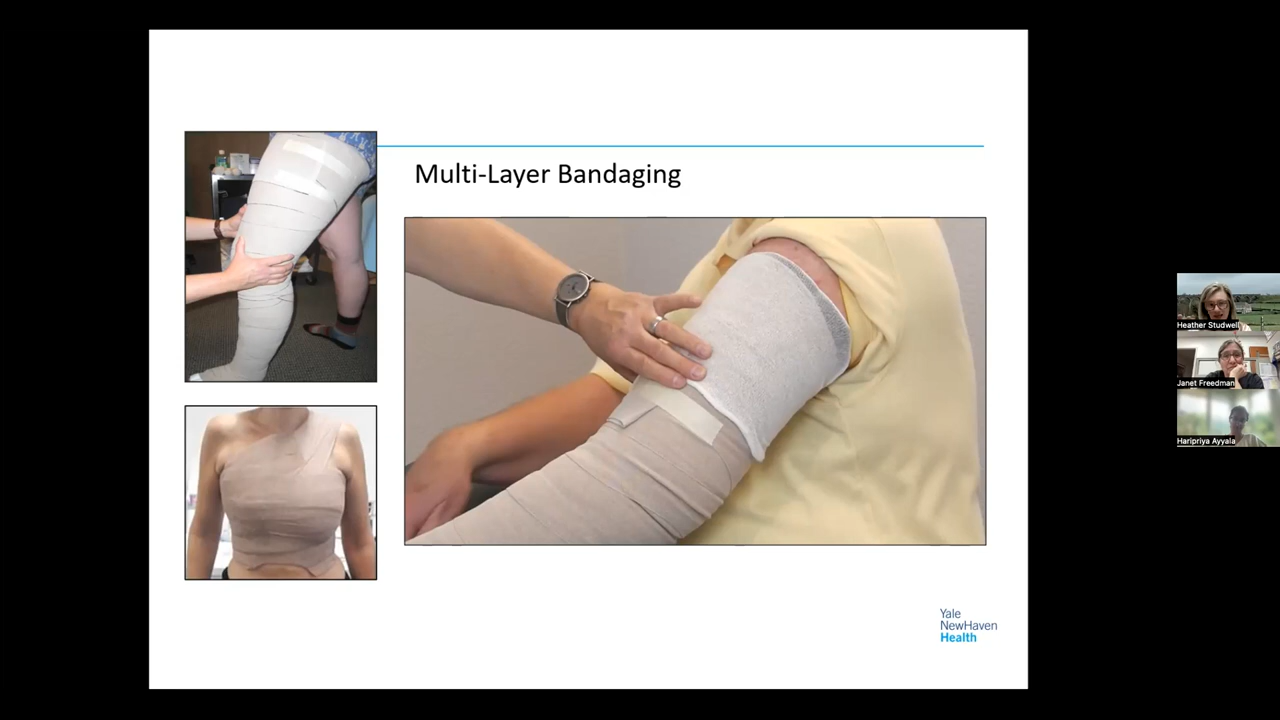 Multi-Layer Bandaging
Yale
NewHaven
Health
Heather Studwell
Janet Freedman
Haripriya Ayyala